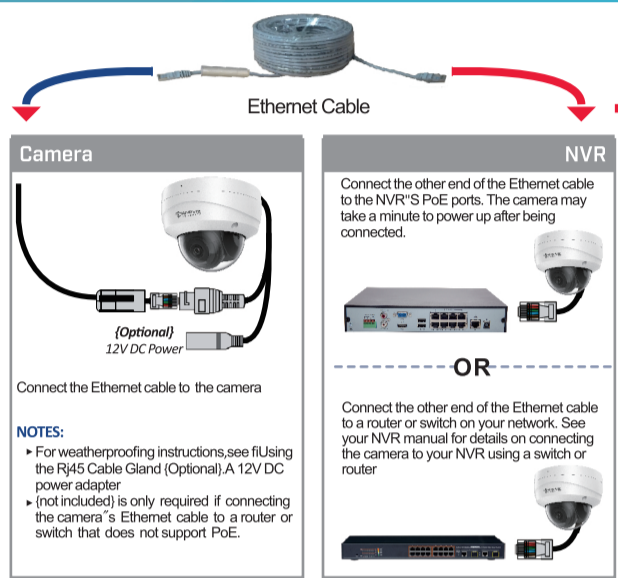 Ethernet Cable
Camera
{Optional}
12V DC Power
Connect the Ethernet cable to the camera
NOTES:
▸ For weatherproofing instructions,see fiUsing
the Rj45 Cable Gland {Optional}.A 12V DC
power adapter
▸ {not included} is only required if connecting
the camera˝s Ethernet cable to a router or
switch that does not support PoE.
NVR
Connect the other end of the Ethernet cable
to the NVR"S PoE ports. The camera may
take a minute to power up after being
connected.
OR
Connect the other end of the Ethernet cable
to a router or switch on your network. See
your NVR manual for details on connecting
the camera to your NVR using a switch or
router